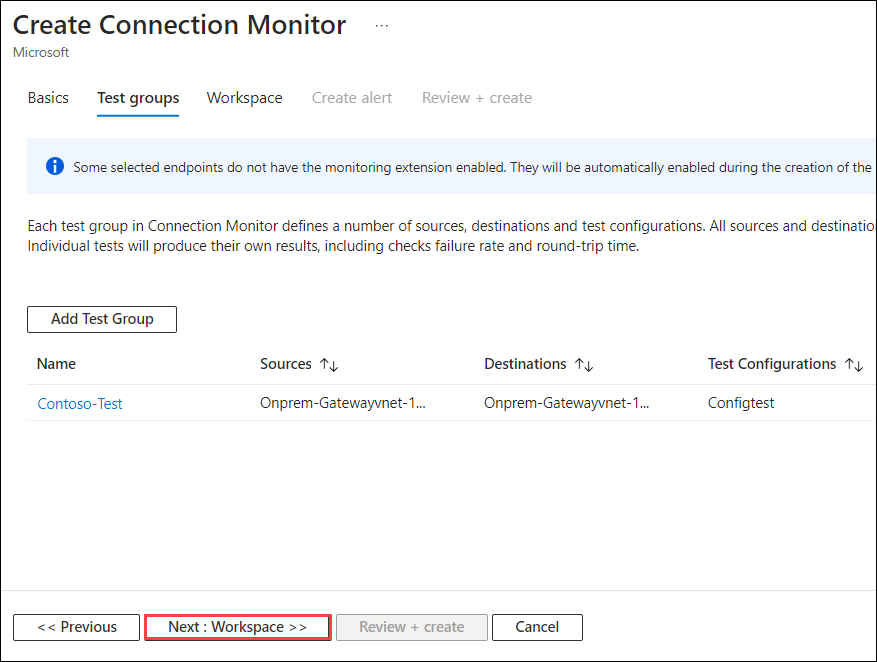 Create Connection Monitor ...
Microsoft
Basics Test groups Workspace Create alert Review + create
Some selected endpoints do not have the monitoring extension enabled. They will be automatically enabled during the creation of the
Each test group in Connection Monitor defines a number of sources, destinations and test configurations. All sources and destinatio
Individual tests will produce their own results, including checks failure rate and round-trip time.
Add Test Group
Name Sources ↑↓ Destinations ↑↓ Test Configurations ↑↓
Contoso-Test Onprem-Gatewayvnet-1... Onprem-Gatewayvnet-1... Configtest
<< Previous Next : Workspace >> Review + create Cancel